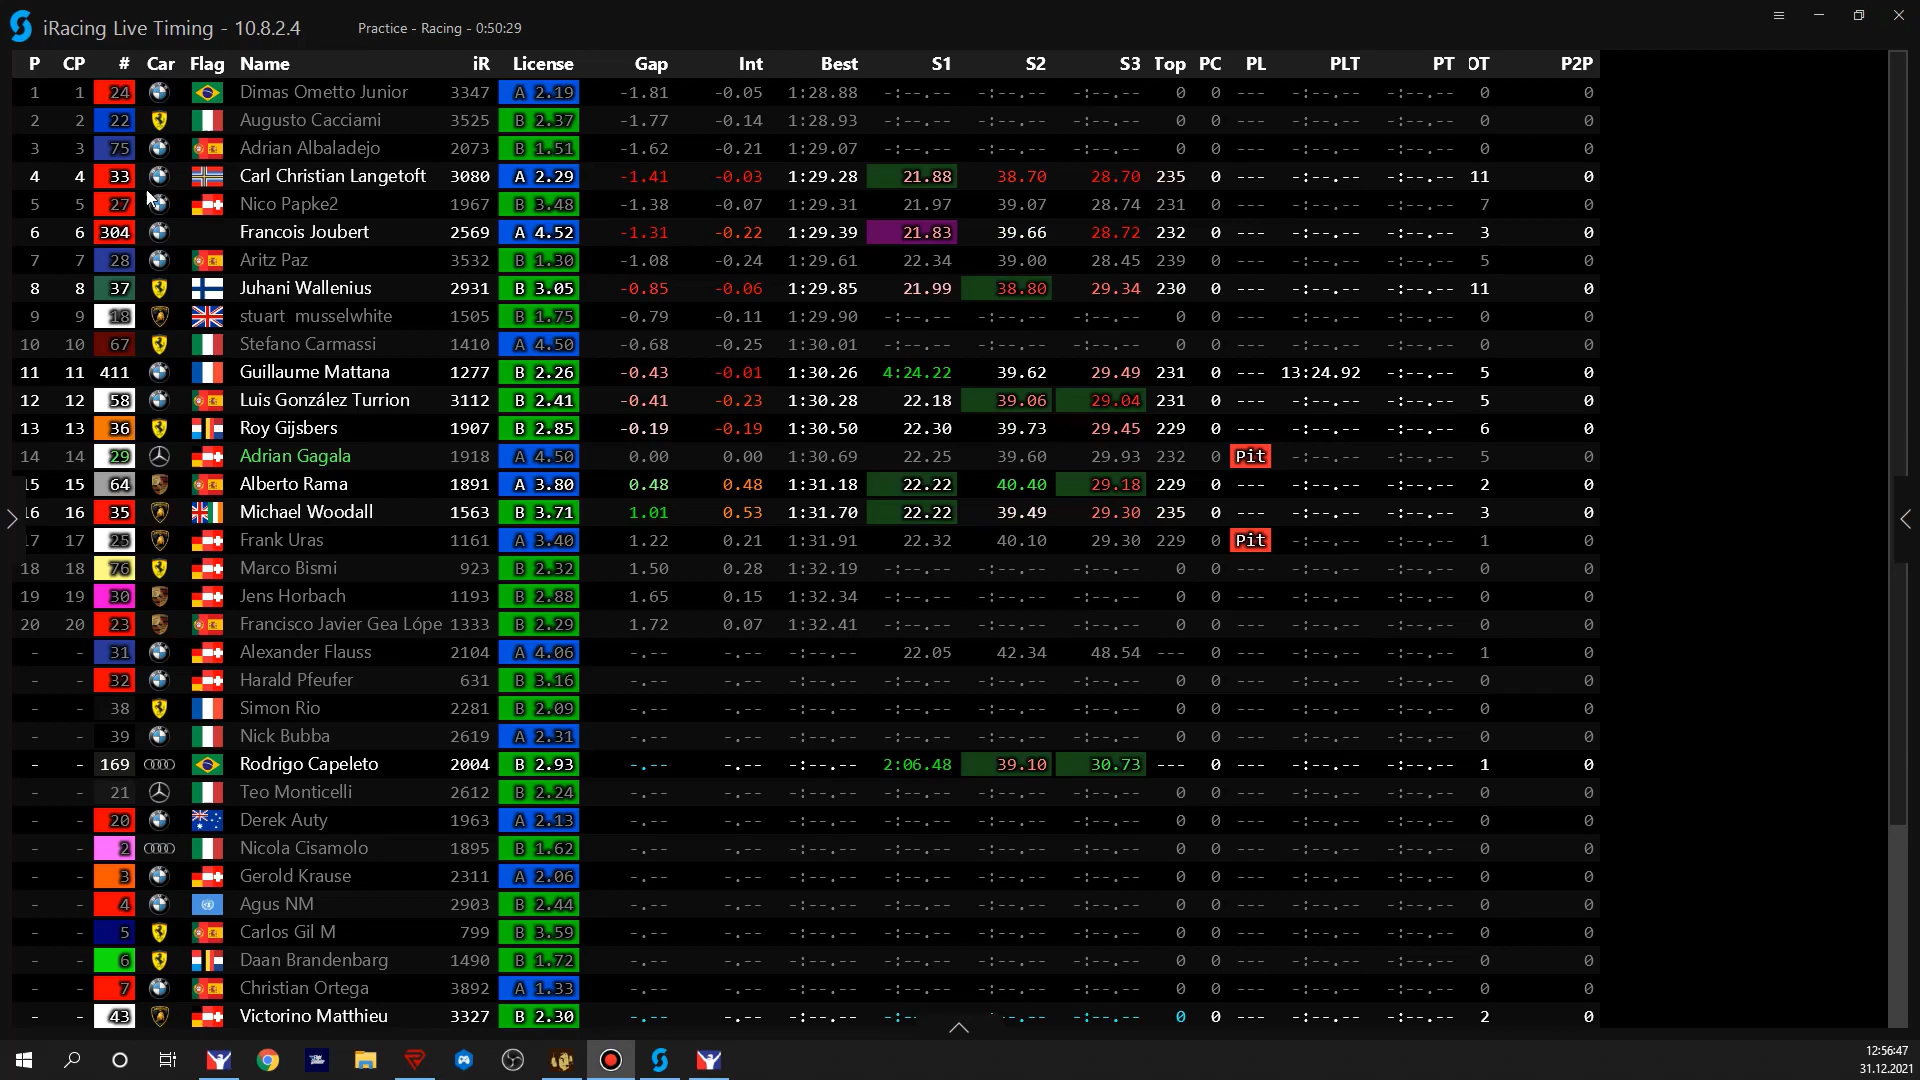 iRacing Live Timing - 10.8.2.4 Practice - Racing - 0:50:29
P CP # Car Flag Name iR License Gap Int Best S1 S2 S3 Top PC PL PLT PT OT P2P
1 1 24 Dimas Ometto Junior 3347 A 2.19 -1.81 -0.05 1:28.88 -:--.-- -:--.-- -:--.-- 0 0 --- -:--.-- -:--.-- 0 0
2 2 22 Augusto Cacciami 3525 B 2.37 -1.77 -0.14 1:28.93 -:--.-- -:--.-- -:--.-- 0 0 --- -:--.-- -:--.-- 0 0
3 3 75 Adrian Albaladejo 2073 B 1.51 -1.62 -0.21 1:29.07 -:--.-- -:--.-- -:--.-- 0 0 --- -:--.-- -:--.-- 0 0
4 4 33 Carl Christian Langetoft 3080 A 2.29 -1.41 -0.03 1:29.28 21.88 38.70 28.70 235 0 --- -:--.-- -:--.-- 11 0
5 5 27 Nico Papke2 1967 B 3.48 -1.38 -0.07 1:29.31 21.97 39.07 28.74 231 0 --- -:--.-- -:--.-- 7 0
6 6 304 Francois Joubert 2569 A 4.52 -1.31 -0.22 1:29.39 21.83 39.66 28.72 232 0 --- -:--.-- -:--.-- 3 0
7 7 28 Aritz Paz 3532 B 1.30 -1.08 -0.24 1:29.61 22.34 39.00 28.45 239 0 --- -:--.-- -:--.-- 5 0
8 8 37 Juhani Wallenius 2931 B 3.05 -0.85 -0.06 1:29.85 21.99 38.80 29.34 230 0 --- -:--.-- -:--.-- 11 0
9 9 18 stuart musselwhite 1505 B 1.75 -0.79 -0.11 1:29.90 -:--.-- -:--.-- -:--.-- 0 0 --- -:--.-- -:--.-- 0 0
10 10 67 Stefano Carmassi 1410 A 4.50 -0.68 -0.25 1:30.01 -:--.-- -:--.-- -:--.-- 0 0 --- -:--.-- -:--.-- 0 0
11 11 411 Guillaume Mattana 1277 B 2.26 -0.43 -0.01 1:30.26 4:24.22 39.62 29.49 231 0 --- 13:24.92 -:--.-- 5 0
12 12 58 Luis González Turrion 3112 B 2.41 -0.41 -0.23 1:30.28 22.18 39.06 29.04 231 0 --- -:--.-- -:--.-- 5 0
13 13 36 Roy Gijsbers 1907 B 2.85 -0.19 -0.19 1:30.50 22.30 39.73 29.45 229 0 --- -:--.-- -:--.-- 6 0
14 14 29 Adrian Gagala 1918 A 4.50 0.00 0.00 1:30.69 22.25 39.60 29.93 232 0 Pit -:--.-- -:--.-- 5 0
15 15 64 Alberto Rama 1891 A 3.80 0.48 0.48 1:31.18 22.22 40.40 29.18 229 0 --- -:--.-- -:--.-- 2 0
16 16 35 Michael Woodall 1563 B 3.71 1.01 0.53 1:31.70 22.22 39.49 29.30 235 0 --- -:--.-- -:--.-- 3 0
17 17 25 Frank Uras 1161 A 3.40 1.22 0.21 1:31.91 22.32 40.10 29.30 229 0 Pit -:--.-- -:--.-- 1 0
18 18 76 Marco Bismi 923 B 2.32 1.50 0.28 1:32.19 -:--.-- -:--.-- -:--.-- 0 0 --- -:--.-- -:--.-- 0 0
19 19 30 Jens Horbach 1193 B 2.88 1.65 0.15 1:32.34 -:--.-- -:--.-- -:--.-- 0 0 --- -:--.-- -:--.-- 0 0
20 20 23 Francisco Javier Gea Lópe 1333 B 2.29 1.72 0.07 1:32.41 -:--.-- -:--.-- -:--.-- 0 0 --- -:--.-- -:--.-- 0 0
- - 31 Alexander Flauss 2104 A 4.06 -.-- -.-- -:--.-- 22.05 42.34 48.54 --- 0 --- -:--.-- -:--.-- 1 0
- - 32 Harald Pfeufer 631 B 3.16 -.-- -.-- -:--.-- -:--.-- -:--.-- -:--.-- 0 0 --- -:--.-- -:--.-- 0 0
- - 38 Simon Rio 2281 B 2.09 -.-- -.-- -:--.-- -:--.-- -:--.-- -:--.-- 0 0 --- -:--.-- -:--.-- 0 0
- - 39 Nick Bubba 2619 A 2.31 -.-- -.-- -:--.-- -:--.-- -:--.-- -:--.-- 0 0 --- -:--.-- -:--.-- 0 0
- - 169 Rodrigo Capeleto 2004 B 2.93 -.-- -.-- -:--.-- 2:06.48 39.10 30.73 --- 0 --- -:--.-- -:--.-- 1 0
- - 21 Teo Monticelli 2612 B 2.24 -.-- -.-- -:--.-- -:--.-- -:--.-- -:--.-- 0 0 --- -:--.-- -:--.-- 0 0
- - 20 Derek Auty 1963 A 2.13 -.-- -.-- -:--.-- -:--.-- -:--.-- -:--.-- 0 0 --- -:--.-- -:--.-- 0 0
- - 2 Nicola Cisamolo 1895 B 1.62 -.-- -.-- -:--.-- -:--.-- -:--.-- -:--.-- 0 0 --- -:--.-- -:--.-- 0 0
- - 3 Gerold Krause 2311 A 2.06 -.-- -.-- -:--.-- -:--.-- -:--.-- -:--.-- 0 0 --- -:--.-- -:--.-- 0 0
- - 4 Agus NM 2903 B 2.44 -.-- -.-- -:--.-- -:--.-- -:--.-- -:--.-- 0 0 --- -:--.-- -:--.-- 0 0
- - 5 Carlos Gil M 799 B 3.59 -.-- -.-- -:--.-- -:--.-- -:--.-- -:--.-- 0 0 --- -:--.-- -:--.-- 0 0
- - 6 Daan Brandenbarg 1490 B 1.72 -.-- -.-- -:--.-- -:--.-- -:--.-- -:--.-- 0 0 --- -:--.-- -:--.-- 0 0
- - 7 Christian Ortega 3892 A 1.33 -.-- -.-- -:--.-- -:--.-- -:--.-- -:--.-- 0 0 --- -:--.-- -:--.-- 0 0
- - 43 Victorino Matthieu 3327 B 2.30 -.-- -.-- -:--.-- -:--.-- -:--.-- -:--.-- 0 0 --- -:--.-- -:--.-- 2 0
12:56:47
31.12.2021